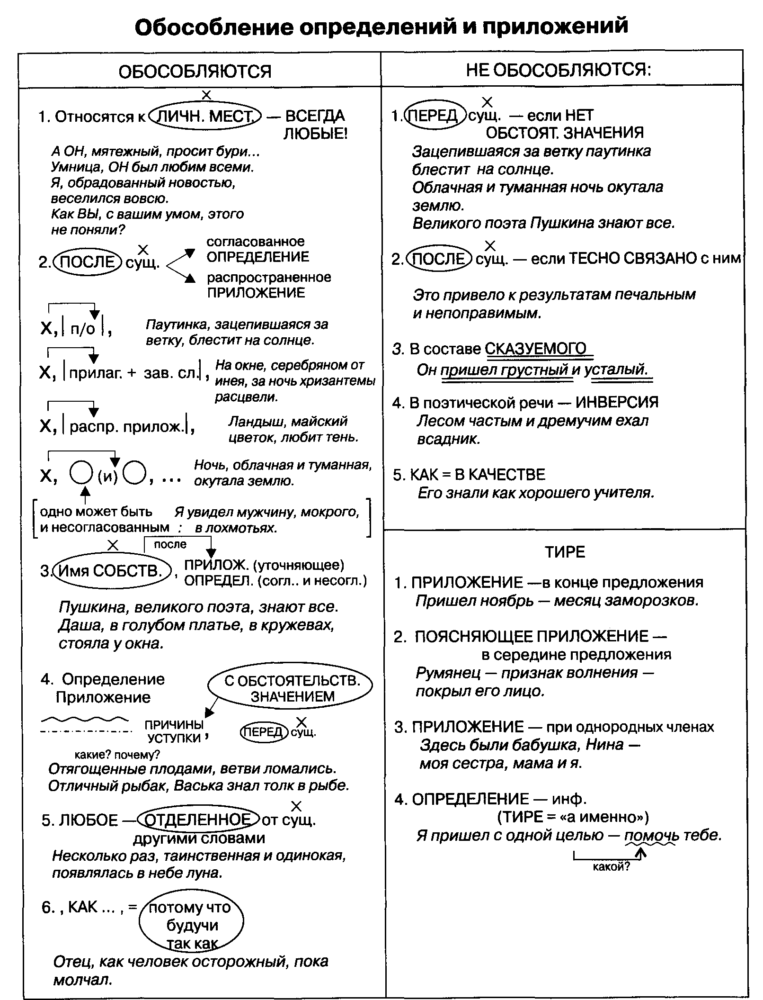 Обособление определений и приложений
ОБОСОБЛЯЮТСЯ
X
1. Относятся к ЛИЧН. МЕСТ. — ВСЕГДА
ЛЮБЫЕ!
А ОН, мятежный, просит бури...
Умница, ОН был любим всеми.
Я, обрадованный новостью,
веселился вовсю.
Как ВЫ, с вашим умом, этого
не поняли?
X
2. ПОСЛЕ сущ.
согласованное
ОПРЕДЕЛЕНИЕ
распространенное
ПРИЛОЖЕНИЕ
X, | п/о |,
Паутинка, зацепившаяся за
ветку, блестит на солнце.
X, | прилаг. + зав. сл.| ,
На окне, серебряном от
инея, за ночь хризантемы
расцвели.
X, | распр. прилож.|,
Ландыш, майский
цветок, любит тень.
X, (и) , ...
Ночь, облачная и туманная,
окутала землю.
[одно может быть
и несогласованным :
Я увидел мужчину, мокрого,
в лохмотьях.]
X
после
3. Имя СОБСТВ. ,
ПРИЛОЖ. (уточняющее)
ОПРЕДЕЛ. (согл.. и несогл.)
Пушкина, великого поэта, знают все.
Даша, в голубом платье, в кружевах,
стояла у окна.
4. Определение
Приложение
С ОБСТОЯТЕЛЬСТВ.
ЗНАЧЕНИЕМ
ПРИЧИНЫ
УСТУПКИ ,
X
ПЕРЕД сущ.
какие? почему?
Отягощенные плодами, ветви ломались.
Отличный рыбак, Васька знал толк в рыбе.
X
5. ЛЮБОЕ — ОТДЕЛЕННОЕ от сущ.
другими словами
Несколько раз, таинственная и одинокая,
появлялась в небе луна.
6. , КАК ... , = потому что
будучи
так как
Отец, как человек осторожный, пока
молчал.
НЕ ОБОСОБЛЯЮТСЯ:
X
1. ПЕРЕД сущ. — если НЕТ
ОБСТОЯТ. ЗНАЧЕНИЯ
Зацепившаяся за ветку паутинка
блестит на солнце.
Облачная и туманная ночь окутала
землю.
Великого поэта Пушкина знают все.
X
2. ПОСЛЕ сущ. — если ТЕСНО СВЯЗАНО с ним
Это привело к результатам печальным
и непоправимым.
3. В составе СКАЗУЕМОГО
Он пришел грустный и усталый.
4. В поэтической речи — ИНВЕРСИЯ
Лесом частым и дремучим ехал
всадник.
5. КАК = В КАЧЕСТВЕ
Его знали как хорошего учителя.
ТИРЕ
1. ПРИЛОЖЕНИЕ —в конце предложения
Пришел ноябрь — месяц заморозков.
2. ПОЯСНЯЮЩЕЕ ПРИЛОЖЕНИЕ —
в середине предложения
Румянец — признак волнения —
покрыл его лицо.
3. ПРИЛОЖЕНИЕ — при однородных членах
Здесь были бабушка, Нина —
моя сестра, мама и я.
4. ОПРЕДЕЛЕНИЕ — инф.
(ТИРЕ = «а именно»)
Я пришел с одной целью — помочь тебе.
какой?